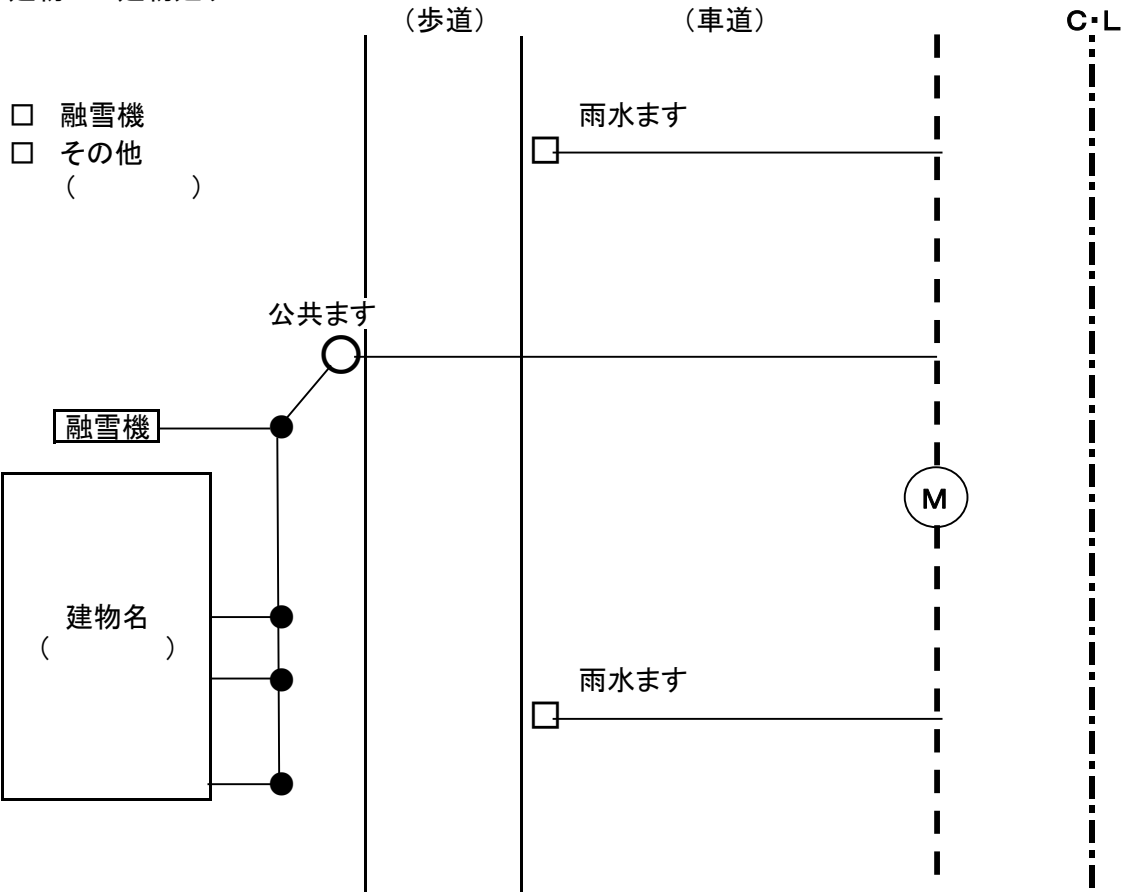 （歩道）
（車道）
C・L
□ 融雪機
□ その他
（　　　　）
雨水ます
公共ます
融雪機
M
建物名
（　　　　）
雨水ます